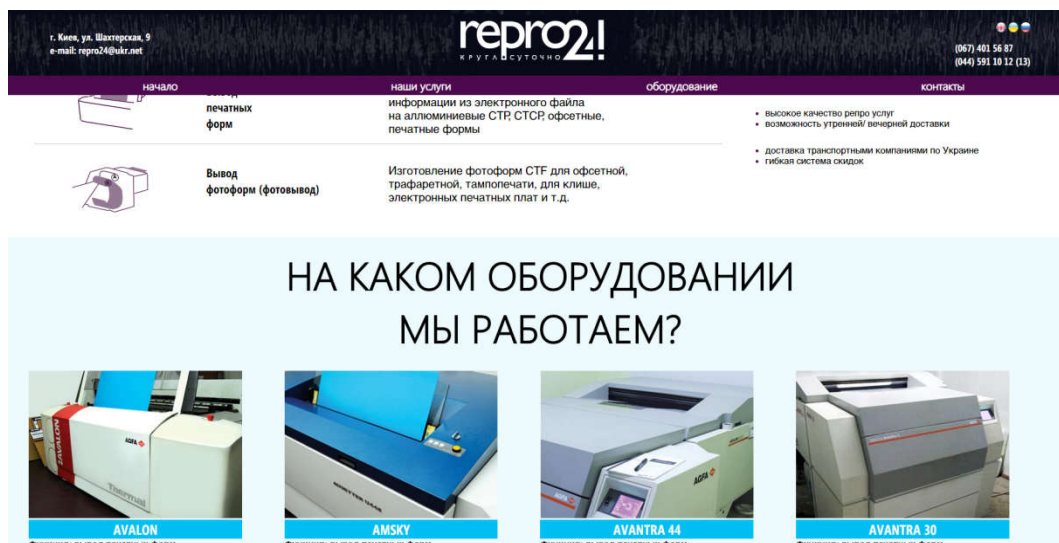 г. Киев, ул. Шахтерская, 9
e-mail: repro24@ukr.net
repro24!
КРУГЛОСУТОЧНО
(067) 401 56 87
(044) 591 10 12 (13)
начало наши услуги оборудование контакты
печатных
форм
информации из электронного файла
на аллюминиевые CTP, CTCP, офсетные,
печатные формы
• высокое качество репро услуг
• возможность утренней/ вечерней доставки
• доставка транспортными компаниями по Украине
• гибкая система скидок
Вывод
фотоформ (фотовывод)
Изготовление фотоформ CTF для офсетной,
трафаретной, тампопечати, для клише,
электронных печатных плат и т.д.
НА КАКОМ ОБОРУДОВАНИИ
МЫ РАБОТАЕМ?
AVALON
AGFA
Thermal
AGFA
AVALON
AMSKY
AVANTRA 44
AVANTRA 30